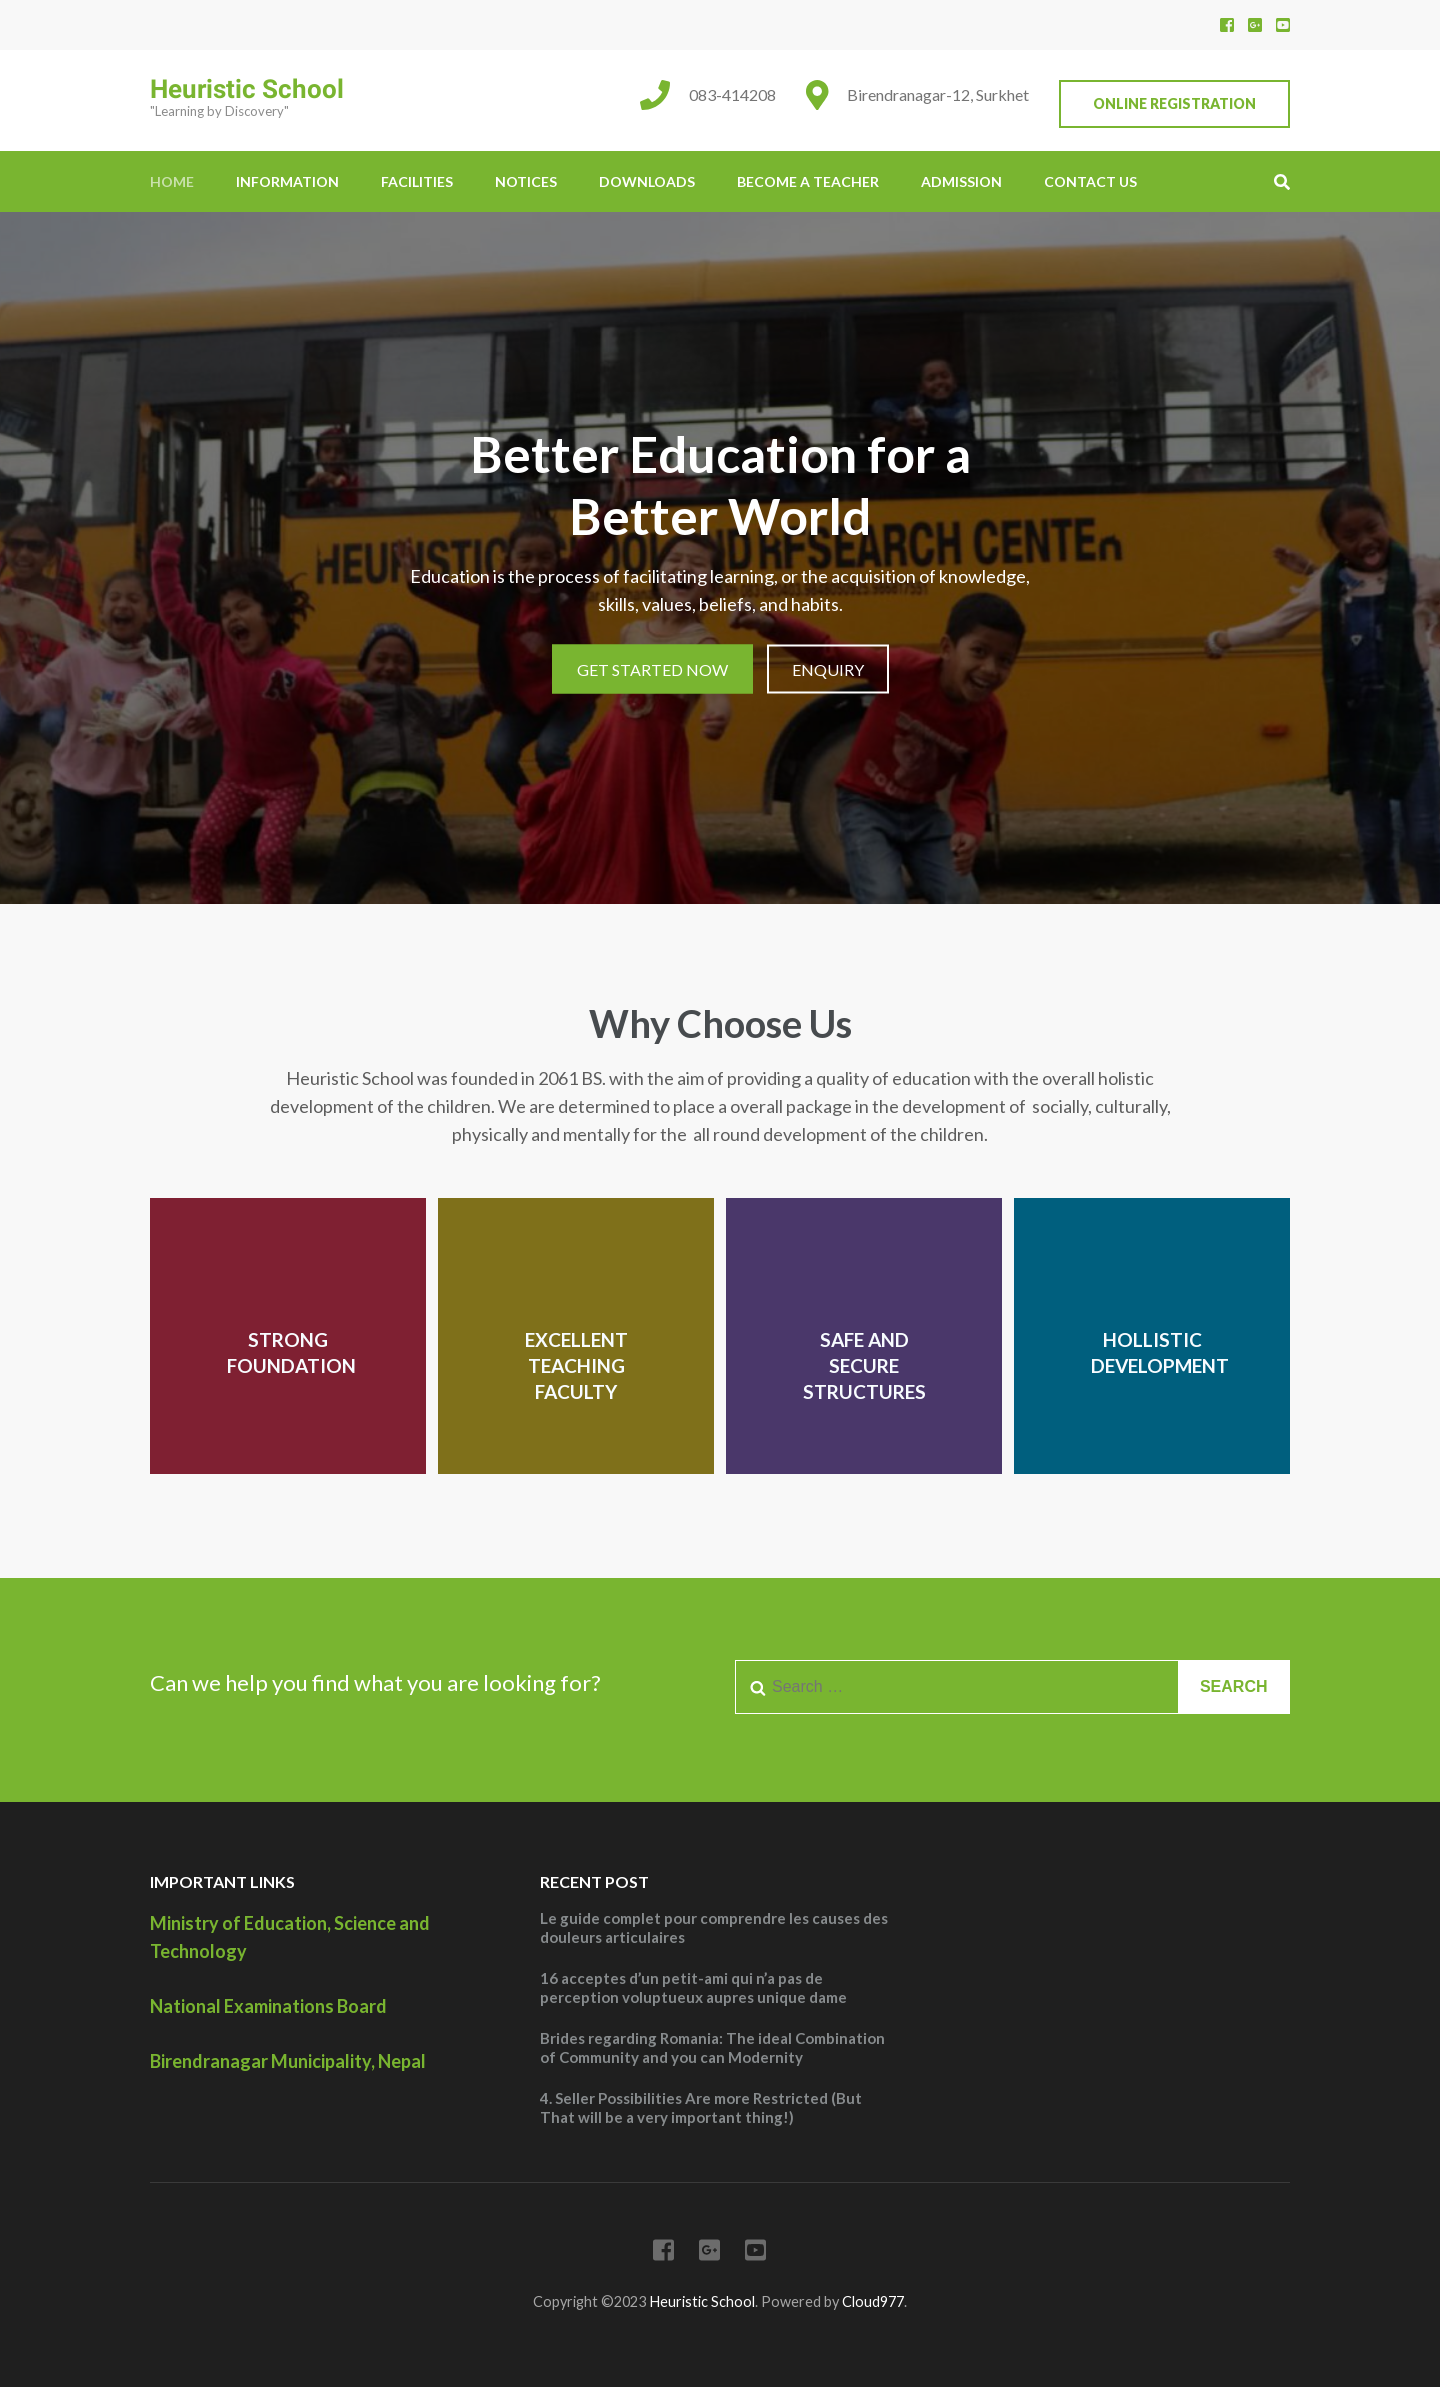 Heuristic School
"Learning by Discovery"
083-414208
Birendranagar-12, Surkhet
ONLINE REGISTRATION
HOME INFORMATION FACILITIES NOTICES DOWNLOADS BECOME A TEACHER ADMISSION CONTACT US
Better Education for a
Better World
Education is the process of facilitating learning, or the acquisition of knowledge,
skills, values, beliefs, and habits.
GET STARTED NOW
ENQUIRY
Why Choose Us
Heuristic School was founded in 2061 BS. with the aim of providing a quality of education with the overall holistic
development of the children. We are determined to place a overall package in the development of  socially, culturally,
physically and mentally for the  all round development of the children.
STRONG
FOUNDATION
EXCELLENT
TEACHING
FACULTY
SAFE AND
SECURE
STRUCTURES
HOLLISTIC
DEVELOPMENT
Can we help you find what you are looking for?
Search …
SEARCH
IMPORTANT LINKS
Ministry of Education, Science and
Technology
National Examinations Board
Birendranagar Municipality, Nepal
RECENT POST
Le guide complet pour comprendre les causes des
douleurs articulaires
16 acceptes d’un petit-ami qui n’a pas de
perception voluptueux aupres unique dame
Brides regarding Romania: The ideal Combination
of Community and you can Modernity
4. Seller Possibilities Are more Restricted (But
That will be a very important thing!)
Copyright ©2023 Heuristic School. Powered by Cloud977.